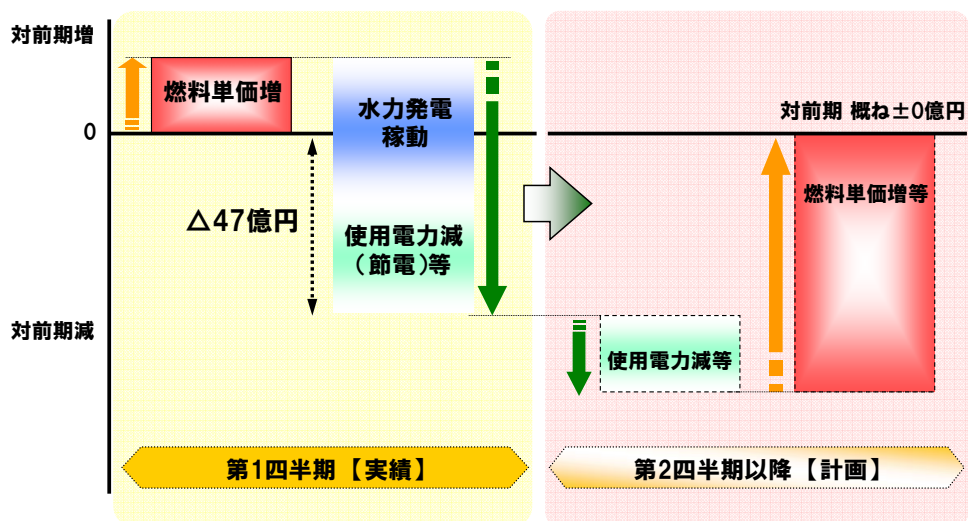 対前期増
燃料単価増
0
水力発電
稼動
対前期 概ね±0億円
△47億円
使用電力減
（節電）等
燃料単価増等
対前期減
使用電力減等
第1四半期【実績】
第2四半期以降【計画】